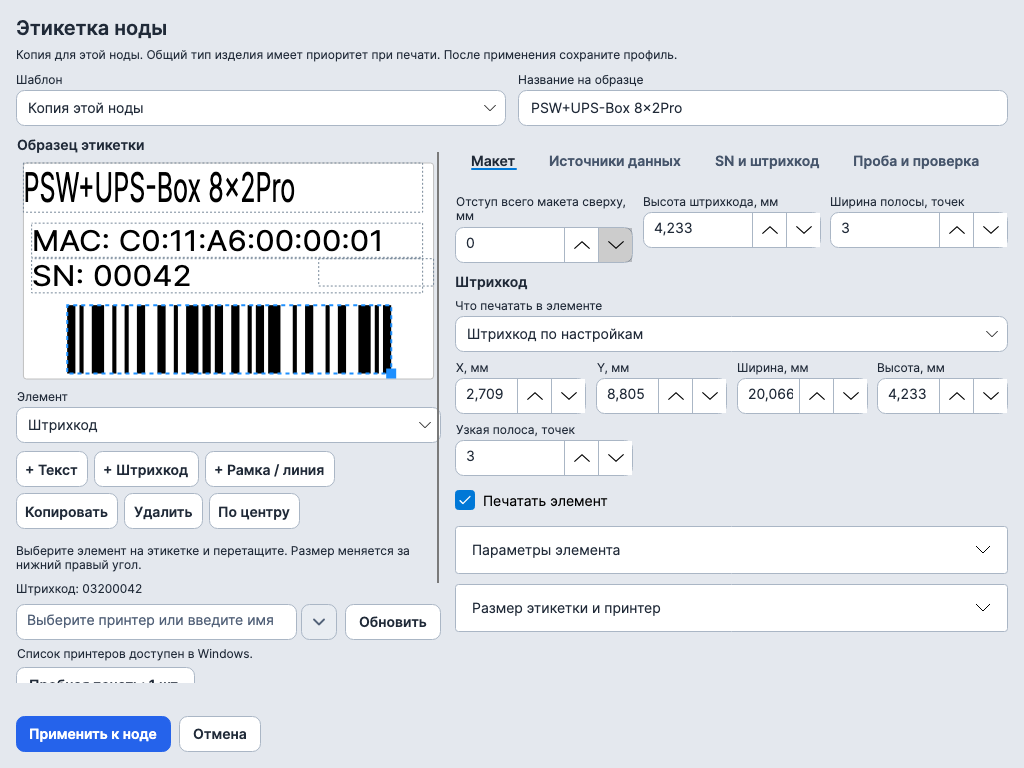 Этикетка ноды
Копия для этой ноды. Общий тип изделия имеет приоритет при печати. После применения сохраните профиль.
Шаблон
Название на образце
Копия этой ноды
PSW+UPS-Box 8×2Pro
Образец этикетки
PSW+UPS-Box 8×2Pro
MAC: C0:11:A6:00:00:01
SN: 00042
Элемент
Штрихкод
+ Текст
+ Штрихкод
+ Рамка / линия
Копировать
Удалить
По центру
Выберите элемент на этикетке и перетащите. Размер меняется за
нижний правый угол.
Штрихкод: 03200042
Выберите принтер или введите имя
Обновить
Список принтеров доступен в Windows.
Пробная печать: 1 шт.
Макет
Источники данных
SN и штрихкод
Проба и проверка
Отступ всего макета сверху,
мм
Высота штрихкода, мм
Ширина полосы, точек
0
4,233
3
Штрихкод
Что печатать в элементе
Штрихкод по настройкам
X, мм
Y, мм
Ширина, мм
Высота, мм
2,709
8,805
20,066
4,233
Узкая полоса, точек
3
Печатать элемент
Параметры элемента
Размер этикетки и принтер
Применить к ноде
Отмена